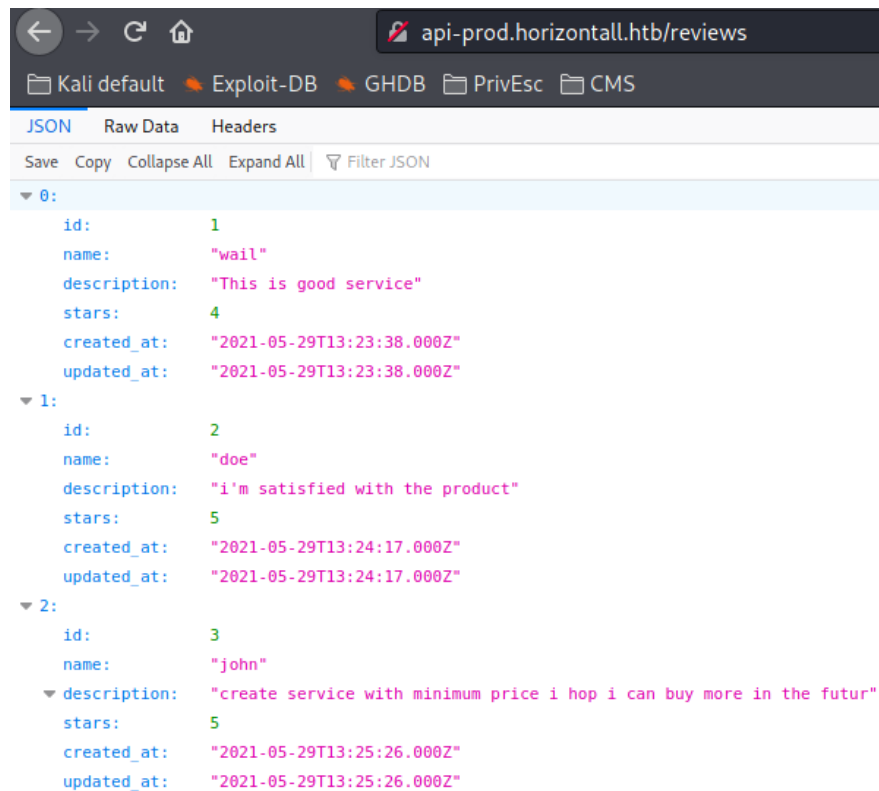 api-prod.horizontall.htb/reviews
Kali default Exploit-DB GHDB PrivEsc CMS
JSON Raw Data Headers
Save Copy Collapse All Expand All Filter JSON
0:
id: 1
name: "wail"
description: "This is good service"
stars: 4
created_at: "2021-05-29T13:23:38.000Z"
updated_at: "2021-05-29T13:23:38.000Z"
1:
id: 2
name: "doe"
description: "i'm satisfied with the product"
stars: 5
created_at: "2021-05-29T13:24:17.000Z"
updated_at: "2021-05-29T13:24:17.000Z"
2:
id: 3
name: "john"
description: "create service with minimum price i hop i can buy more in the futur"
stars: 5
created_at: "2021-05-29T13:25:26.000Z"
updated_at: "2021-05-29T13:25:26.000Z"